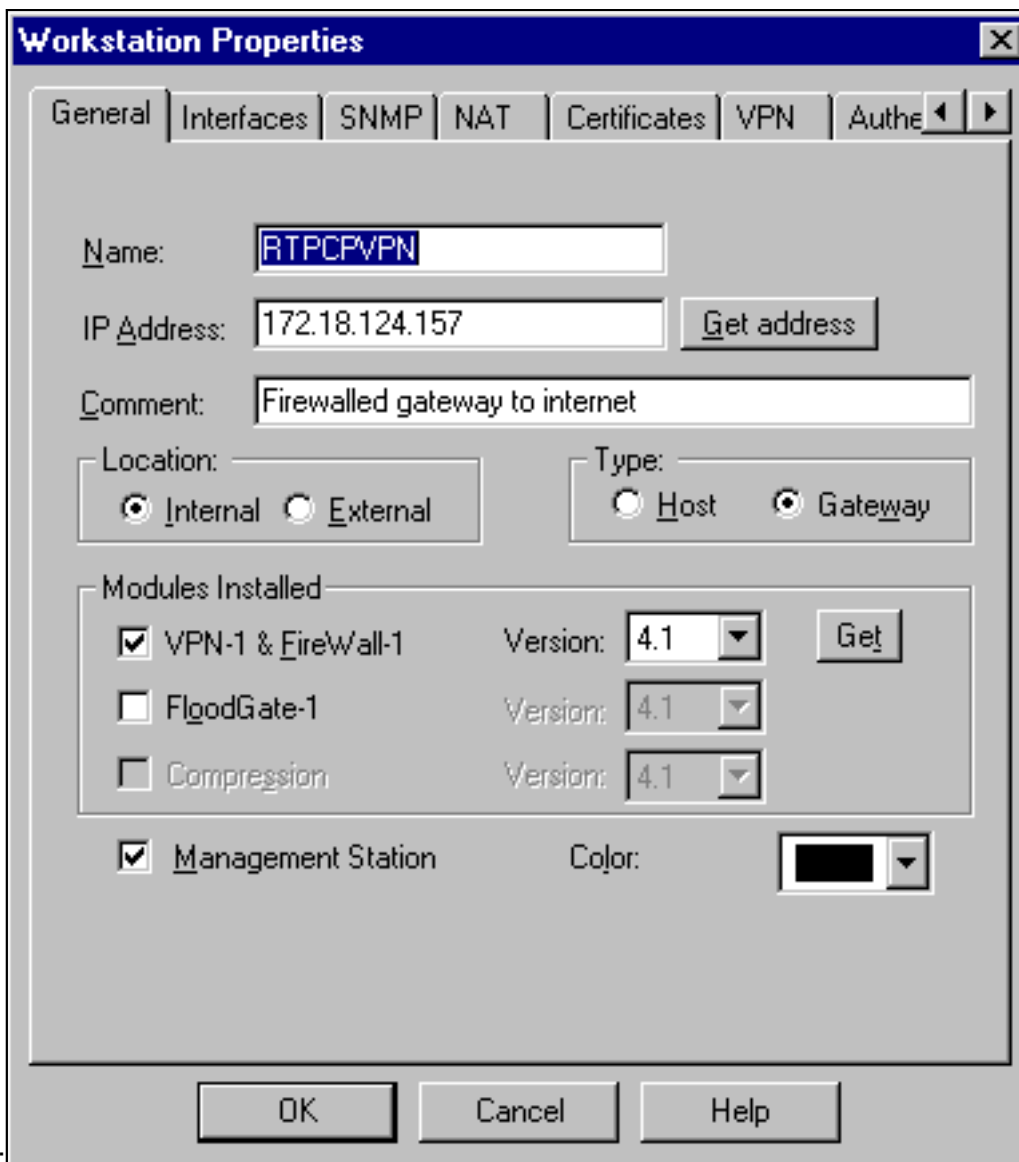 Workstation Properties
General Interfaces SNMP NAT Certificates VPN Authe
Name: RTPCPVPN
IP Address: 172.18.124.157 Get address
Comment: Firewalled gateway to internet
Location: Type:
Internal External Host Gateway
Modules Installed
VPN-1 & FireWall-1 Version: 4.1 Get
FloodGate-1 Version: 4.1
Compression Version: 4.1
Management Station Color:
OK Cancel Help